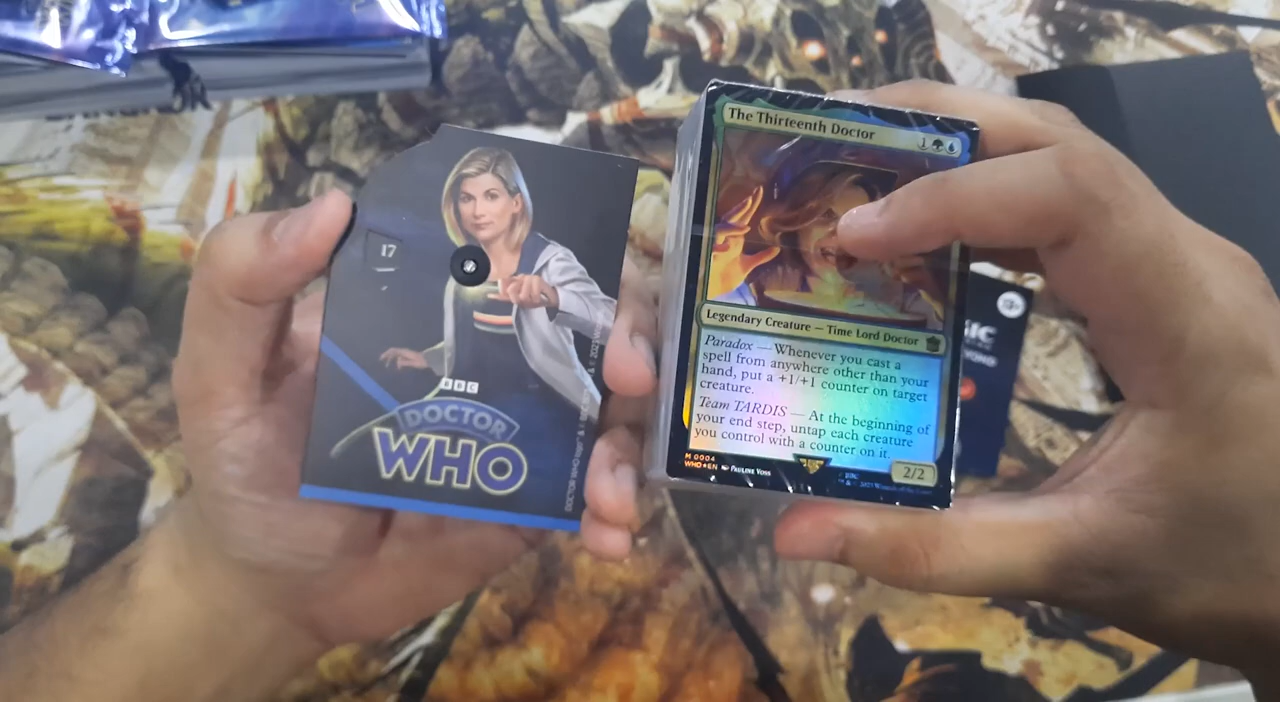 17
BBC
DOCTOR
WHO
The Thirteenth Doctor
1
Legendary Creature — Time Lord Doctor
Paradox — Whenever you cast a
spell from anywhere other than your
hand, put a +1/+1 counter on target
creature.
Team TARDIS — At the beginning of
your end step, untap each creature
you control with a counter on it.
2/2
M 0004
WHO EN PAULINE VOSS